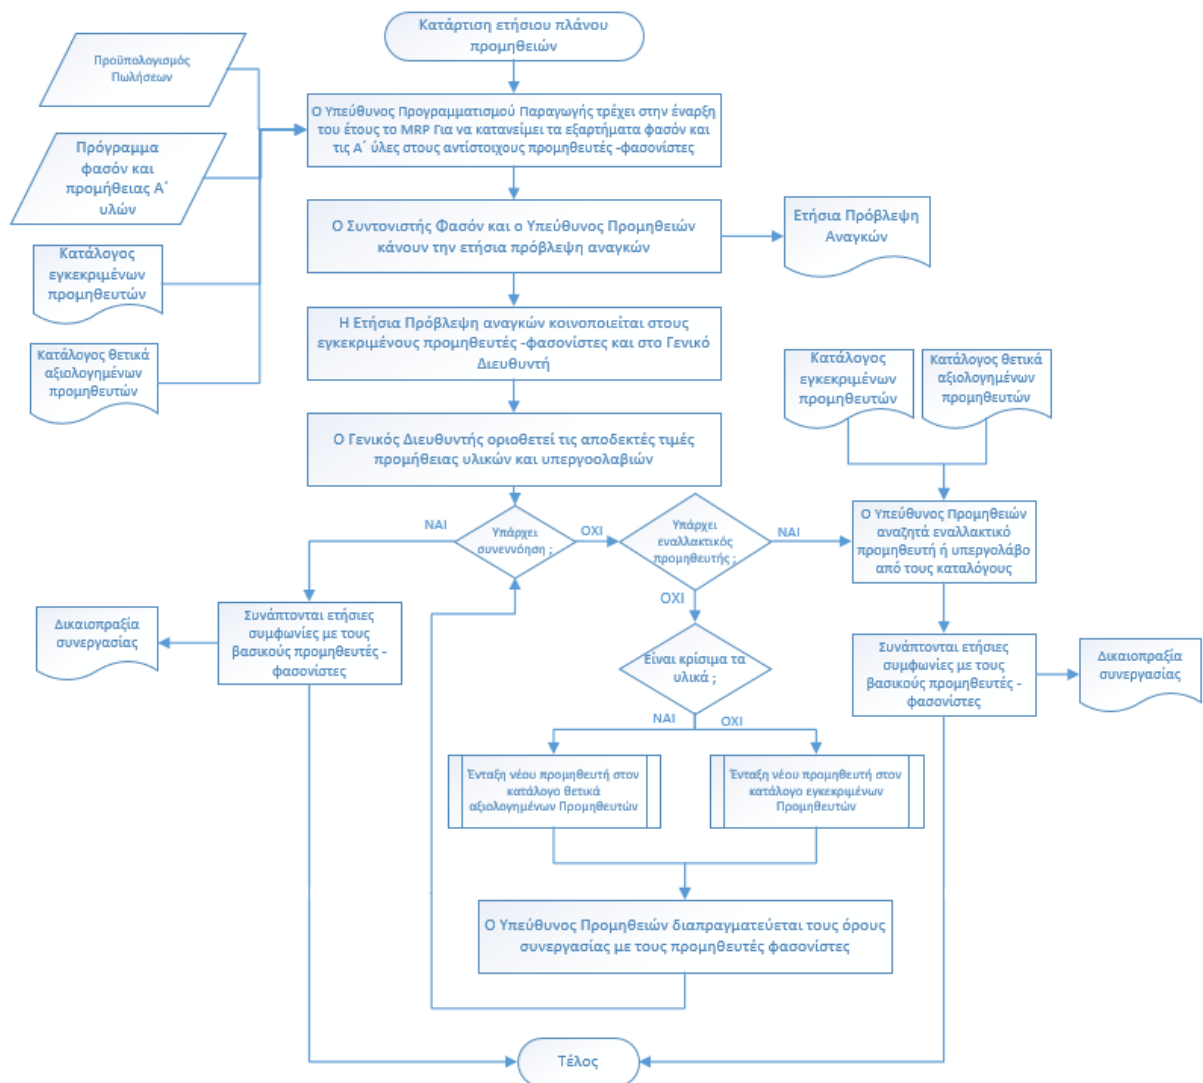 Κατάρτιση ετήσιου πλάνου
προμηθειών
Προϋπολογισμός
Πωλήσεων
Ο Υπεύθυνος Προγραμματισμού Παραγωγής τρέχει στην έναρξη
του έτους το MRP Για να κατανείμει τα εξαρτήματα φασόν και
τις Α΄ ύλες στους αντίστοιχους προμηθευτές -φασονίστες
Πρόγραμμα
φασόν και
προμήθειας Α΄
υλών
Ο Συντονιστής Φασόν και ο Υπεύθυνος Προμηθειών
κάνουν την ετήσια πρόβλεψη αναγκών
Ετήσια Πρόβλεψη
Αναγκών
Κατάλογος
εγκεκριμένων
προμηθευτών
Η Ετήσια Πρόβλεψη αναγκών κοινοποιείται στους
εγκεκριμένους προμηθευτές -φασονίστες και στο Γενικό
Διευθυντή
Κατάλογος θετικά
αξιολογημένων
προμηθευτών
Κατάλογος
εγκεκριμένων
προμηθευτών
Κατάλογος θετικά
αξιολογημένων
προμηθευτών
Ο Γενικός Διευθυντής οριοθετεί τις αποδεκτές τιμές
προμήθειας υλικών και υπεργοολαβιών
ΝΑΙ
Υπάρχει
συνεννόηση ;
ΟΧΙ
Υπάρχει
εναλλακτικός
προμηθευτής ;
ΝΑΙ
Ο Υπεύθυνος Προμηθειών
αναζητά εναλλακτικό
προμηθευτή ή υπεργολάβο
από τους καταλόγους
ΟΧΙ
Δικαιοπραξία
συνεργασίας
Συνάπτονται ετήσιες
συμφωνίες με τους
βασικούς προμηθευτές -
φασονίστες
Είναι κρίσιμα τα
υλικά ;
Συνάπτονται ετήσιες
συμφωνίες με τους
βασικούς προμηθευτές -
φασονίστες
Δικαιοπραξία
συνεργασίας
ΝΑΙ
ΟΧΙ
Ένταξη νέου προμηθευτή στον
κατάλογο θετικά
αξιολογημένων Προμηθευτών
Ένταξη νέου προμηθευτή στον
κατάλογο εγκεκριμένων
Προμηθευτών
Ο Υπεύθυνος Προμηθειών διαπραγματεύεται τους όρους
συνεργασίας με τους προμηθευτές φασονίστες
Τέλος